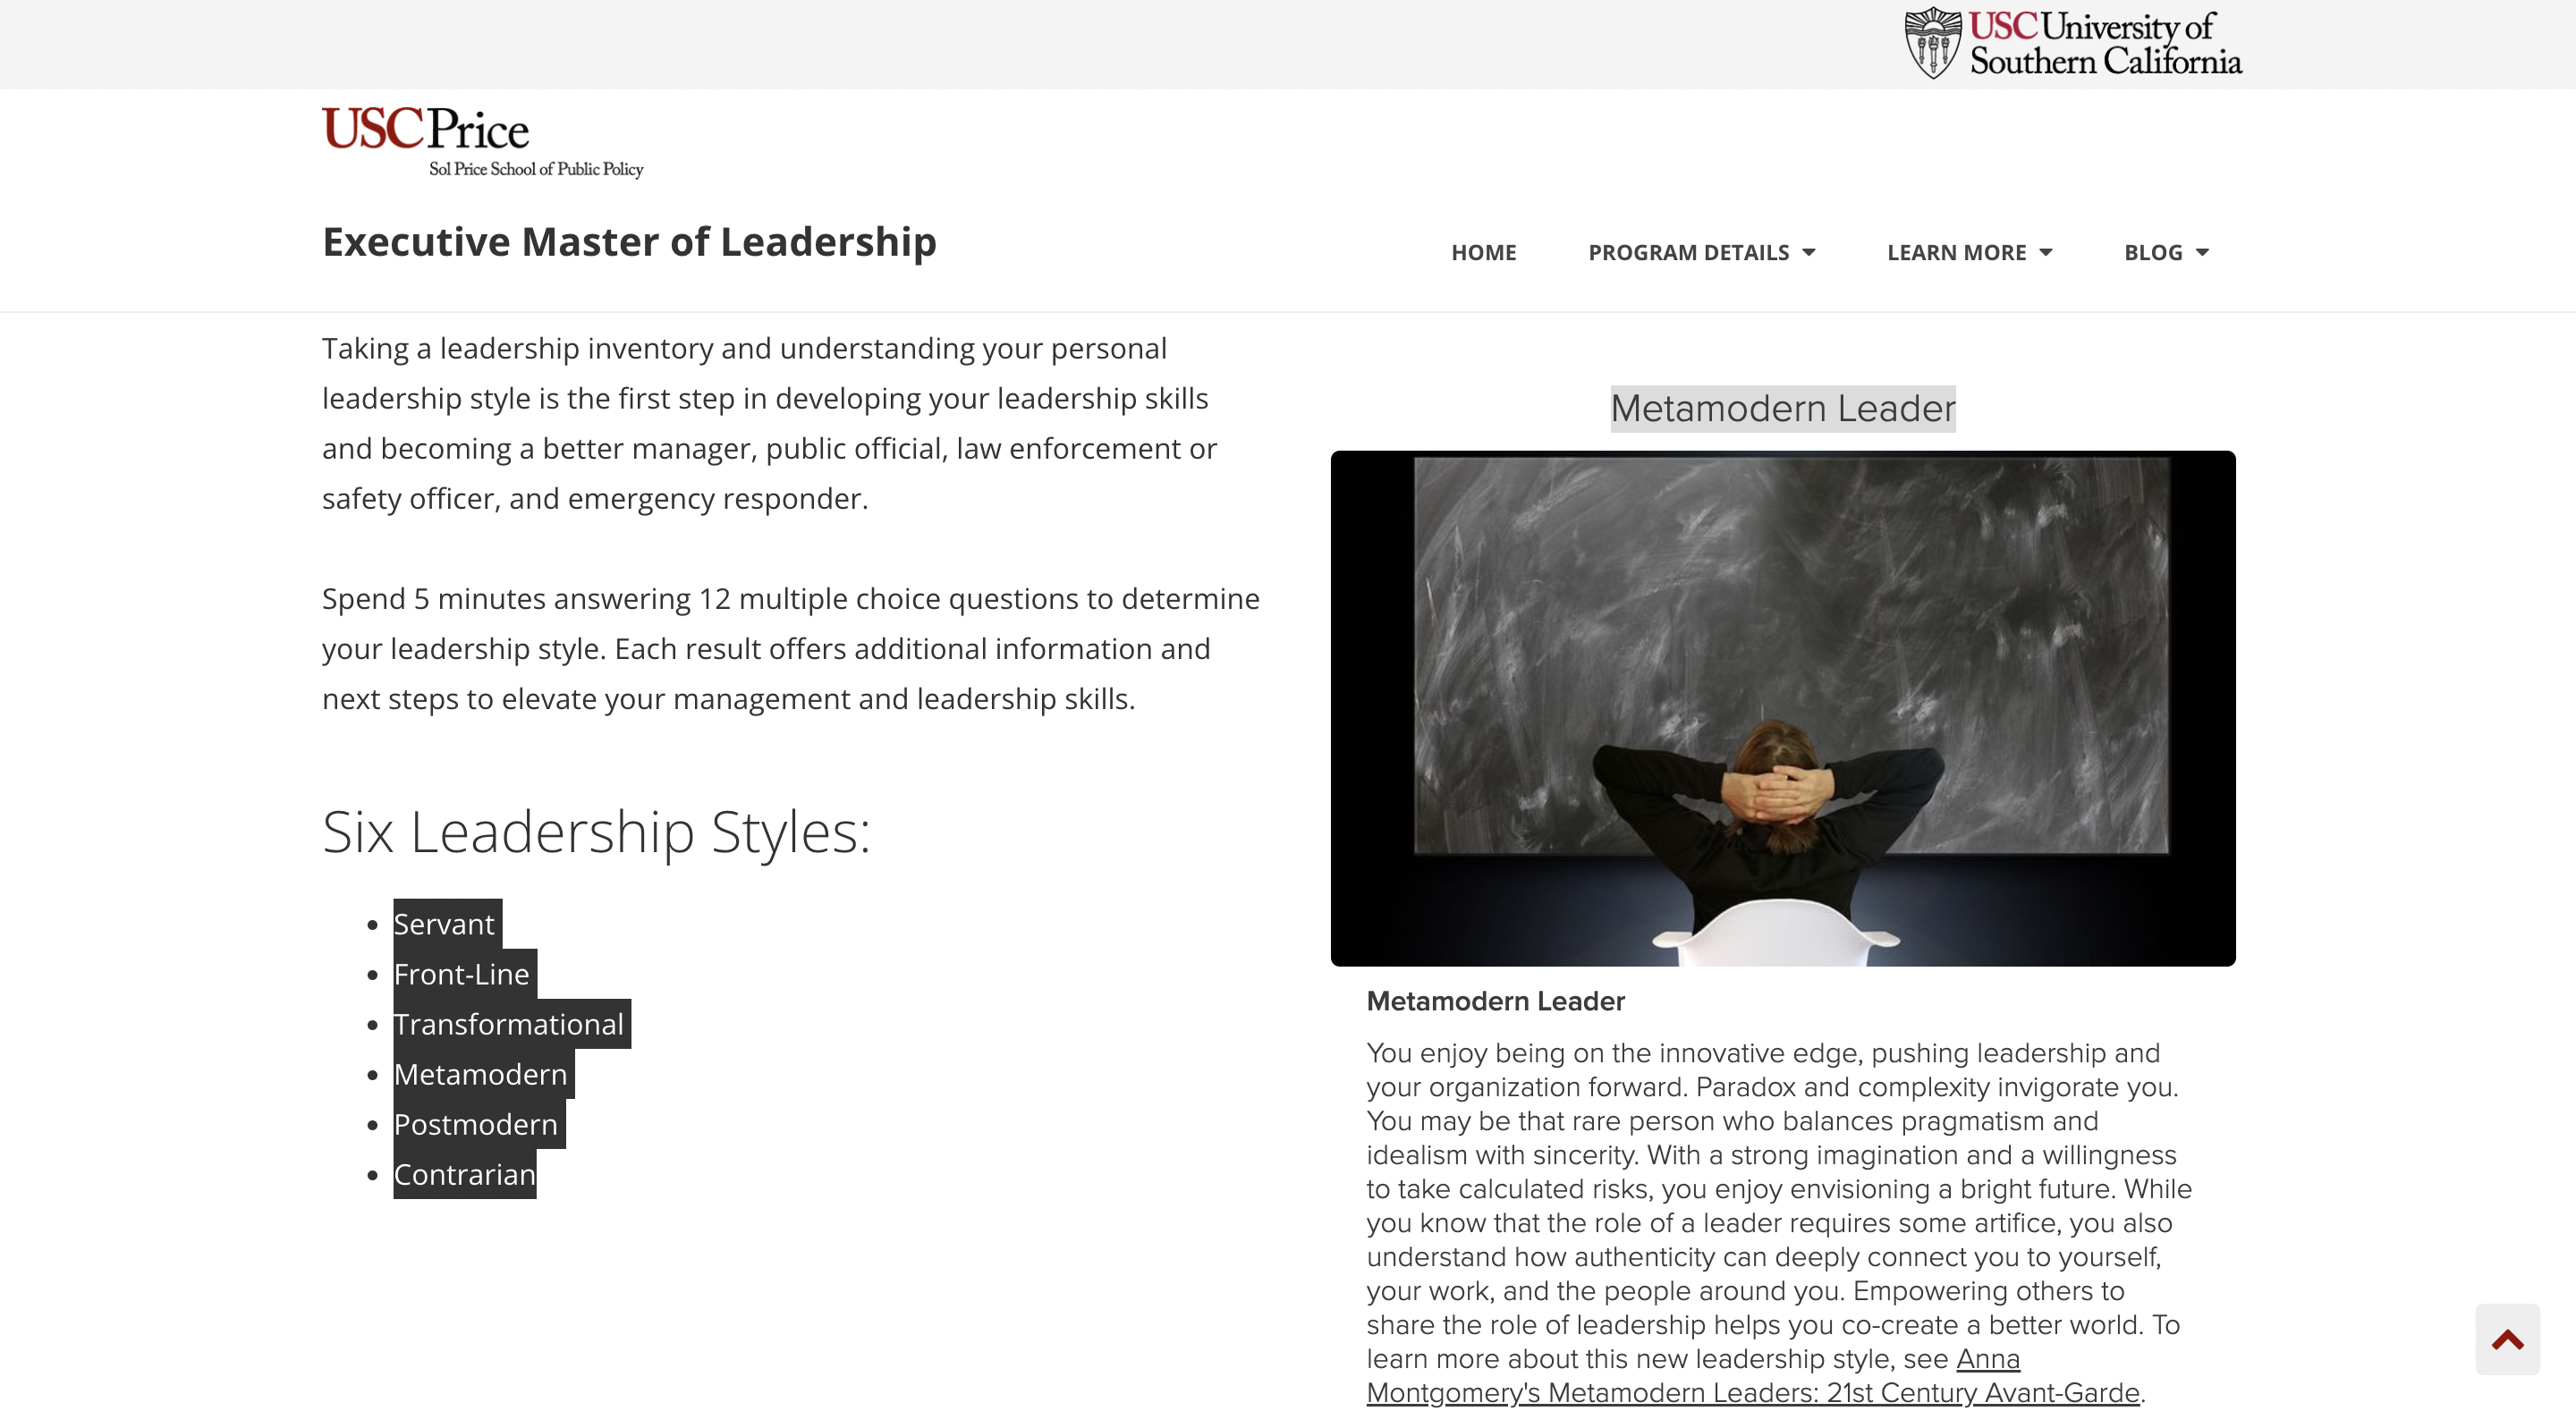 USC University of
Southern California
USC Price
Sol Price School of Public Policy
Executive Master of Leadership
HOME
PROGRAM DETAILS
LEARN MORE
BLOG
Taking a leadership inventory and understanding your personal
leadership style is the first step in developing your leadership skills
and becoming a better manager, public official, law enforcement or
safety officer, and emergency responder.
Spend 5 minutes answering 12 multiple choice questions to determine
your leadership style. Each result offers additional information and
next steps to elevate your management and leadership skills.
Six Leadership Styles:
• Servant
• Front-Line
• Transformational
• Metamodern
• Postmodern
• Contrarian
Metamodern Leader
Metamodern Leader
You enjoy being on the innovative edge, pushing leadership and
your organization forward. Paradox and complexity invigorate you.
You may be that rare person who balances pragmatism and
idealism with sincerity. With a strong imagination and a willingness
to take calculated risks, you enjoy envisioning a bright future. While
you know that the role of a leader requires some artifice, you also
understand how authenticity can deeply connect you to yourself,
your work, and the people around you. Empowering others to
share the role of leadership helps you co-create a better world. To
learn more about this new leadership style, see Anna
Montgomery's Metamodern Leaders: 21st Century Avant-Garde.